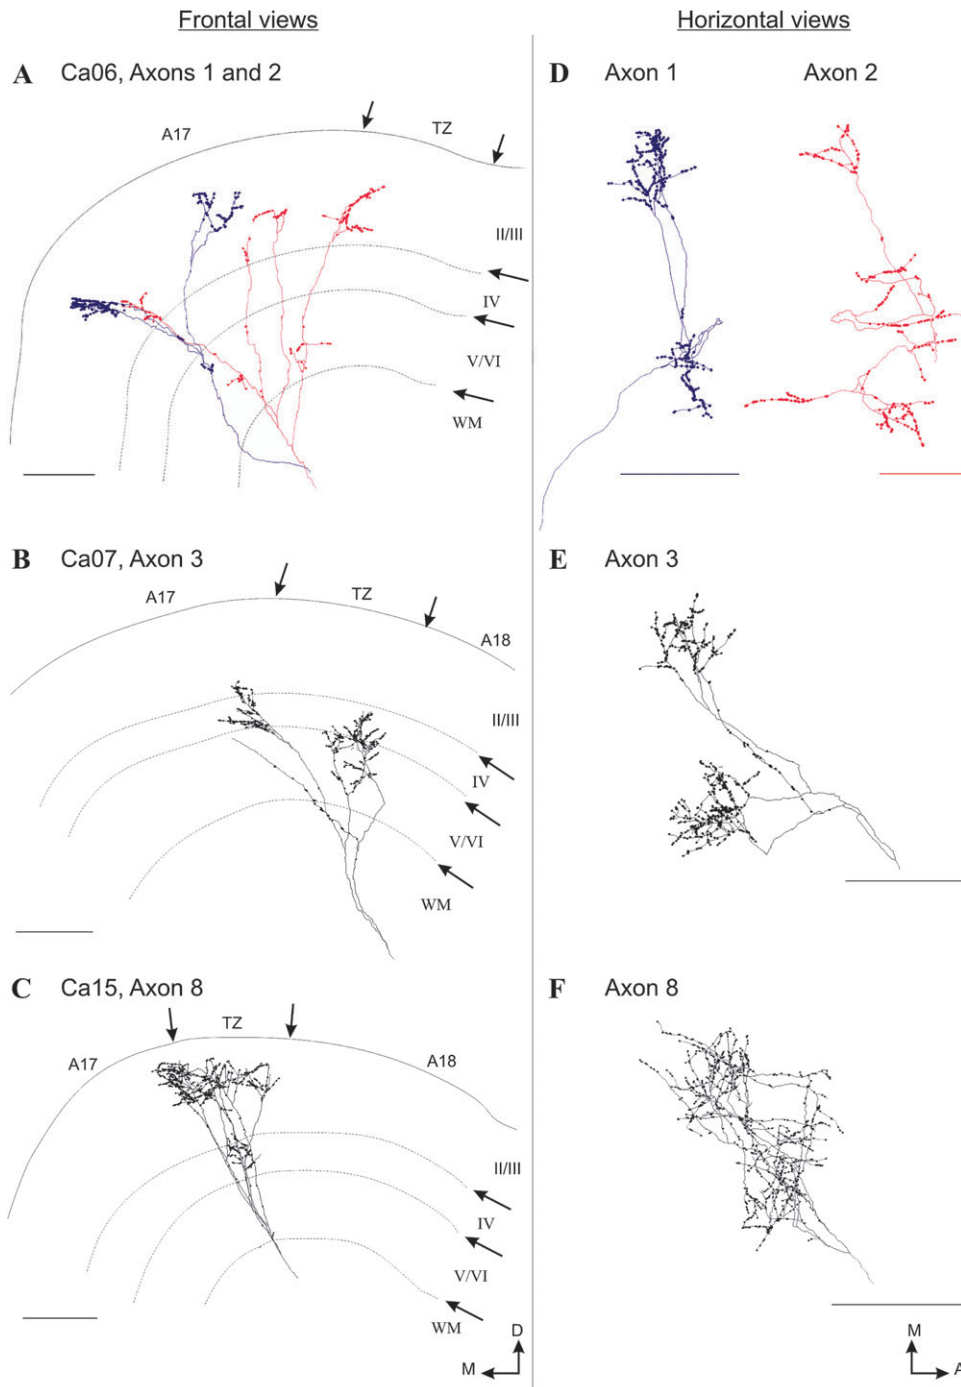 Frontal views
Horizontal views
A Ca06, Axons 1 and 2
A17
TZ
II/III
IV
V/VI
WM
D Axon 1
Axon 2
B Ca07, Axon 3
A17
TZ
A18
II/III
IV
V/VI
WM
E Axon 3
C Ca15, Axon 8
TZ
A17
A18
II/III
IV
V/VI
WM
D
M
F Axon 8
M
A